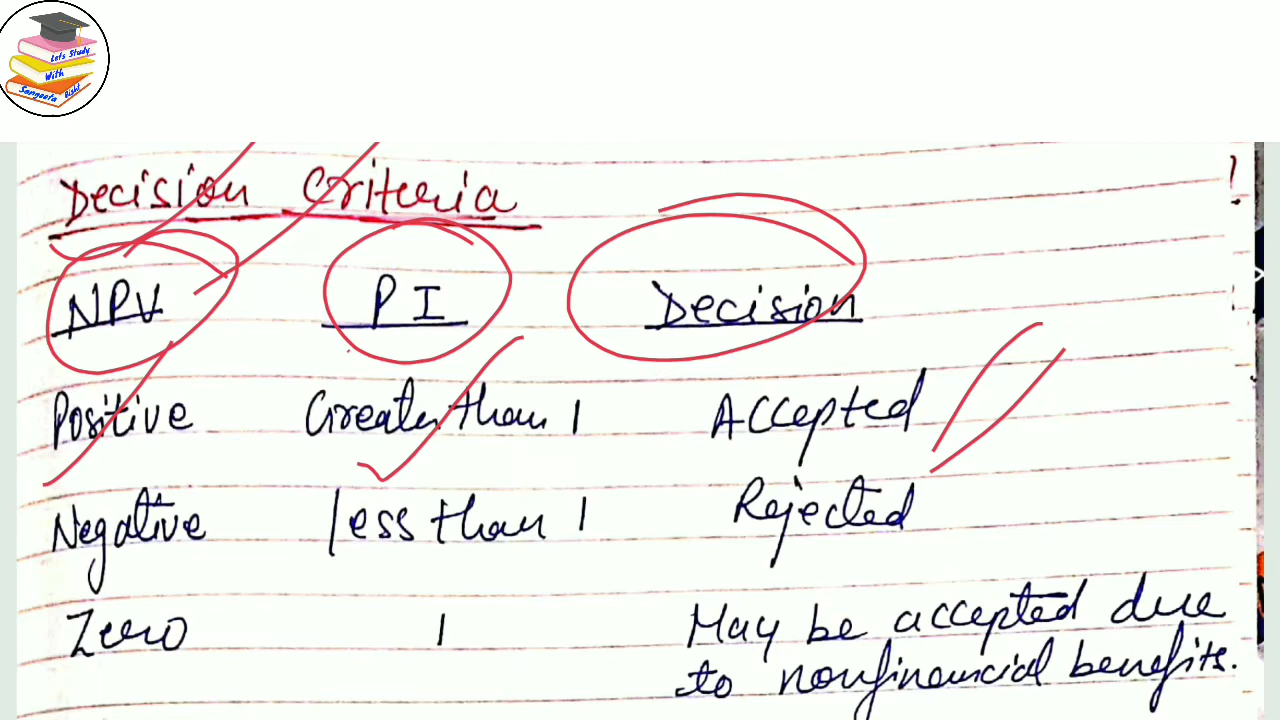 Lets Study
With
Sangeeta Bisht
Decision Criteria
NPV PI Decision
Positive Greater than 1 Accepted
Negative less than 1 Rejected
Zero 1 May be accepted due
to nonfinancial benefits.